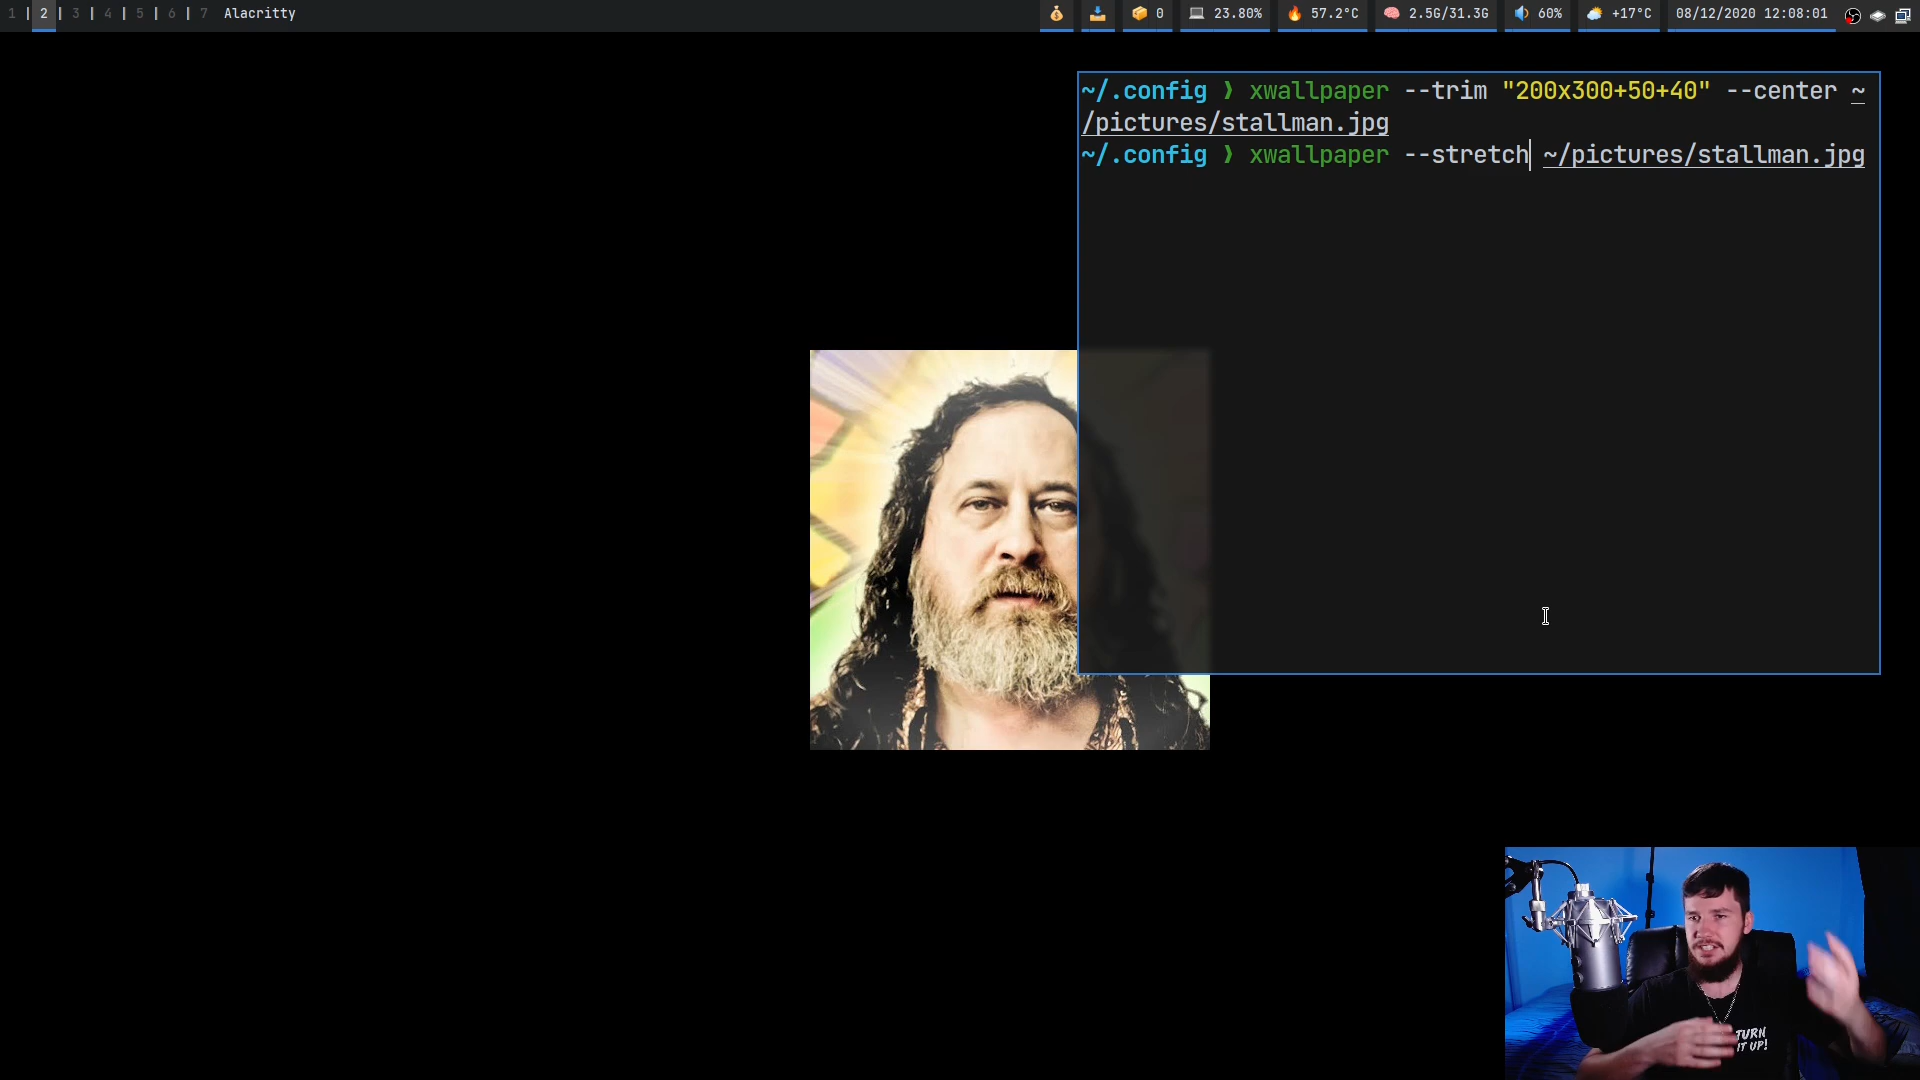 1 | 2 | 3 | 4 | 5 | 6 | 7 Alacritty
0 23.80% 57.2°C 2.5G/31.3G 60% +17°C 08/12/2020 12:08:01
~/.config ❯ xwallpaper --trim "200x300+50+40" --center ~
/pictures/stallman.jpg
~/.config ❯ xwallpaper --stretch ~/pictures/stallman.jpg
TURN
IT UP!